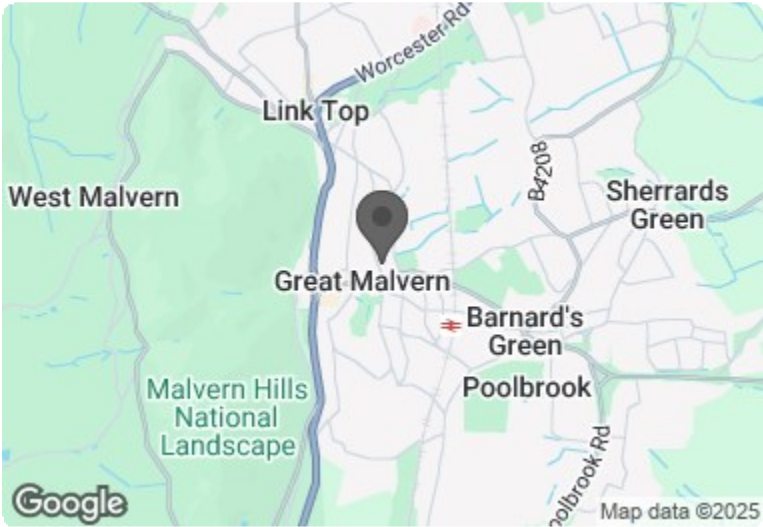 Worcester Rd
Link Top
West Malvern
B4208
Sherrards
Green
Great Malvern
Barnard's
Green
Poolbrook
Malvern Hills
National
Landscape
oolbrook Rd
Google
Map data ©2025